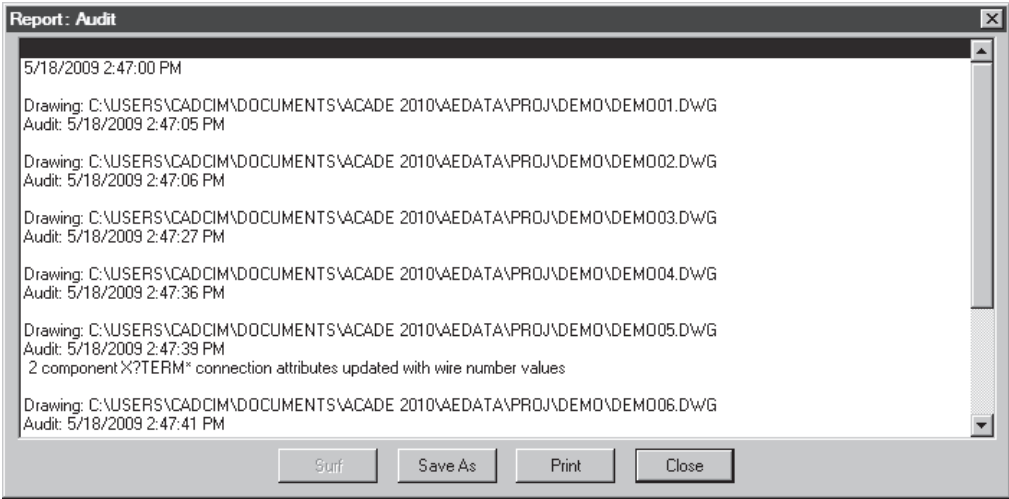 Report: Audit
5/18/2009 2:47:00 PM
Drawing: C:\USERS\CADCIM\DOCUMENTS\ACADE 2010\AEDATA\PROJ\DEMO\DEMO01.DWG
Audit: 5/18/2009 2:47:05 PM
Drawing: C:\USERS\CADCIM\DOCUMENTS\ACADE 2010\AEDATA\PROJ\DEMO\DEMO02.DWG
Audit: 5/18/2009 2:47:06 PM
Drawing: C:\USERS\CADCIM\DOCUMENTS\ACADE 2010\AEDATA\PROJ\DEMO\DEMO03.DWG
Audit: 5/18/2009 2:47:27 PM
Drawing: C:\USERS\CADCIM\DOCUMENTS\ACADE 2010\AEDATA\PROJ\DEMO\DEMO04.DWG
Audit: 5/18/2009 2:47:36 PM
Drawing: C:\USERS\CADCIM\DOCUMENTS\ACADE 2010\AEDATA\PROJ\DEMO\DEMO05.DWG
Audit: 5/18/2009 2:47:39 PM
2 component X?TERM* connection attributes updated with wire number values
Drawing: C:\USERS\CADCIM\DOCUMENTS\ACADE 2010\AEDATA\PROJ\DEMO\DEMO06.DWG
Audit: 5/18/2009 2:47:41 PM
Surf Save As Print Close